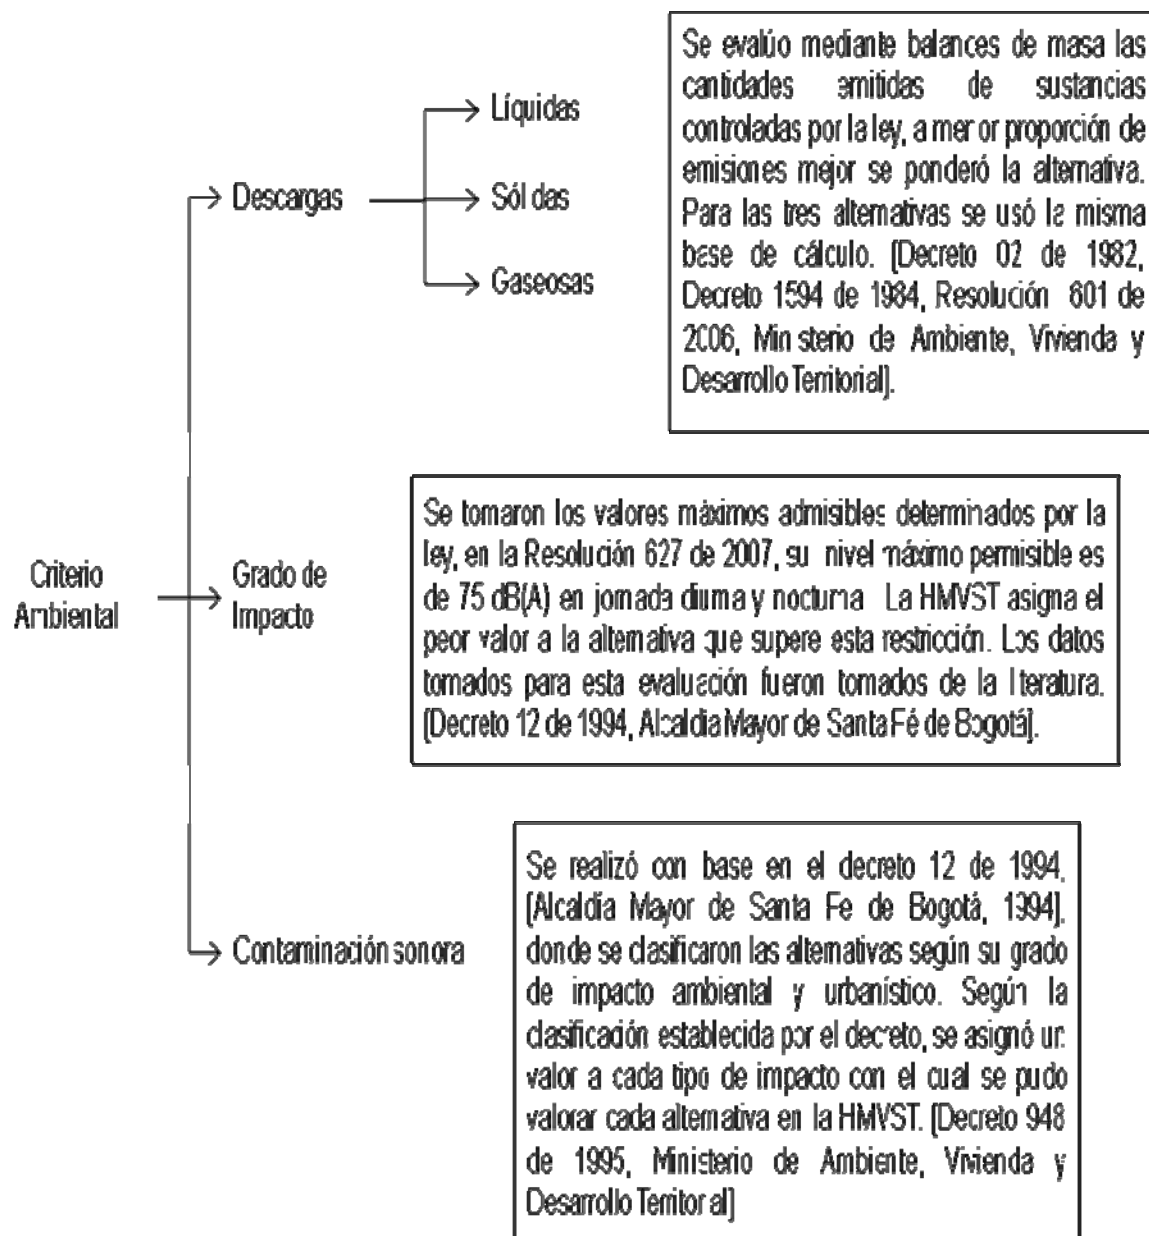 Se evalúo mediante balances de masa las
cantidades emitidas de sustancias
controladas por la ley, a menor proporción de
emisiones mejor se ponderó la alternativa.
Para las tres alternativas se usó la misma
base de cálculo. [Decreto 02 de 1982,
Decreto 1594 de 1984, Resolución 601 de
2006, Ministerio de Ambiente, Vivienda y
Desarrollo Territorial].
Líquidas
Descargas
Sólidas
Gaseosas
Criterio
Ambiental
Grado de
Impacto
Se tomaron los valores máximos admisibles determinados por la
ley, en la Resolución 627 de 2007, su nivel máximo permisible es
de 75 dB(A) en jornada diurna y nocturna La HMVST asigna el
peor valor a la alternativa que supere esta restricción. Los datos
tomados para esta evaluación fueron tomados de la literatura.
[Decreto 12 de 1994, Alcaldía Mayor de Santa Fé de Bogotá].
Contaminación sonora
Se realizó con base en el decreto 12 de 1994,
[Alcaldía Mayor de Santa Fe de Bogotá, 1994],
donde se clasificaron las alternativas según su grado
de impacto ambiental y urbanístico. Según la
clasificación establecida por el decreto, se asignó un
valor a cada tipo de impacto con el cual se pudo
valorar cada alternativa en la HMVST. [Decreto 948
de 1995, Ministerio de Ambiente, Vivienda y
Desarrollo Territorial]